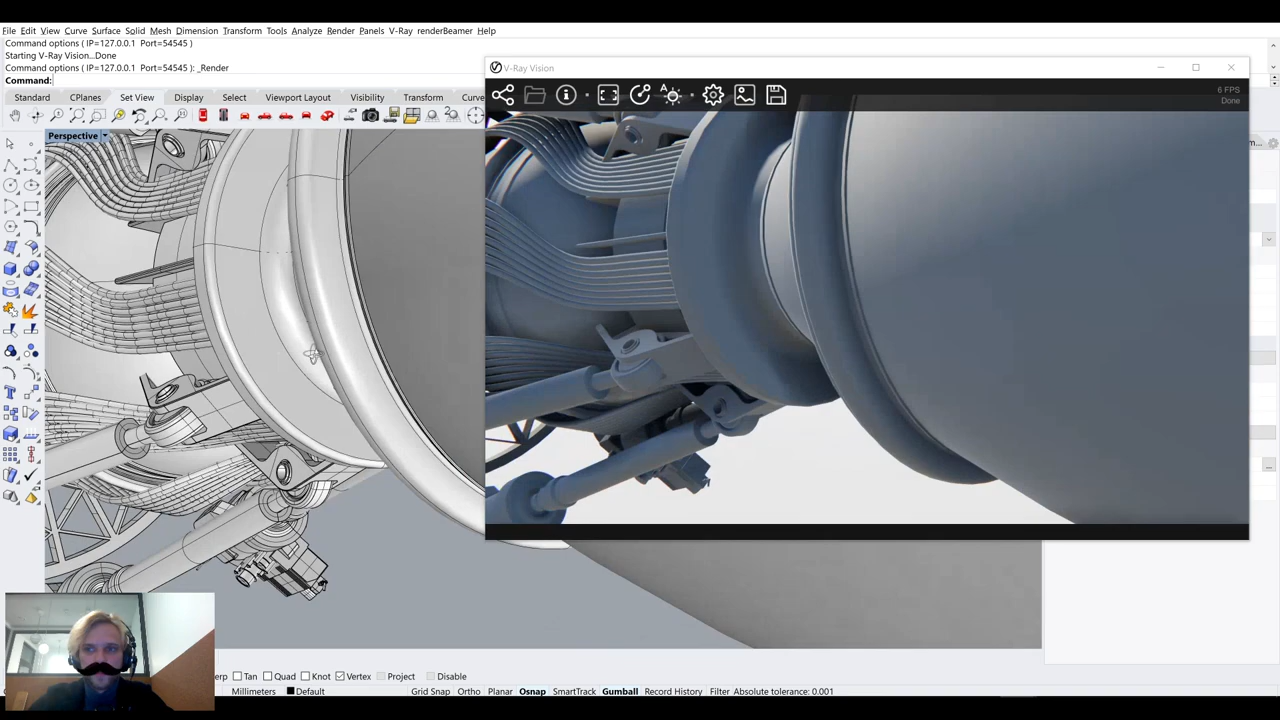 File Edit View Curve Surface Solid Mesh Dimension Transform Tools Analyze Render Panels V-Ray renderBeamer Help
Command options ( IP=127.0.0.1 Port=54545 )
Starting V-Ray Vision...Done
Command options ( IP=127.0.0.1 Port=54545 ): _Render
Command:
V-Ray Vision
6 FPS
Done
Standard CPlanes Set View Display Select Viewport Layout Visibility Transform Curve
Perspective
m...
erp Tan Quad Knot Vertex Project Disable
Millimeters Default Grid Snap Ortho Planar Osnap SmartTrack Gumball Record History Filter Absolute tolerance: 0.001